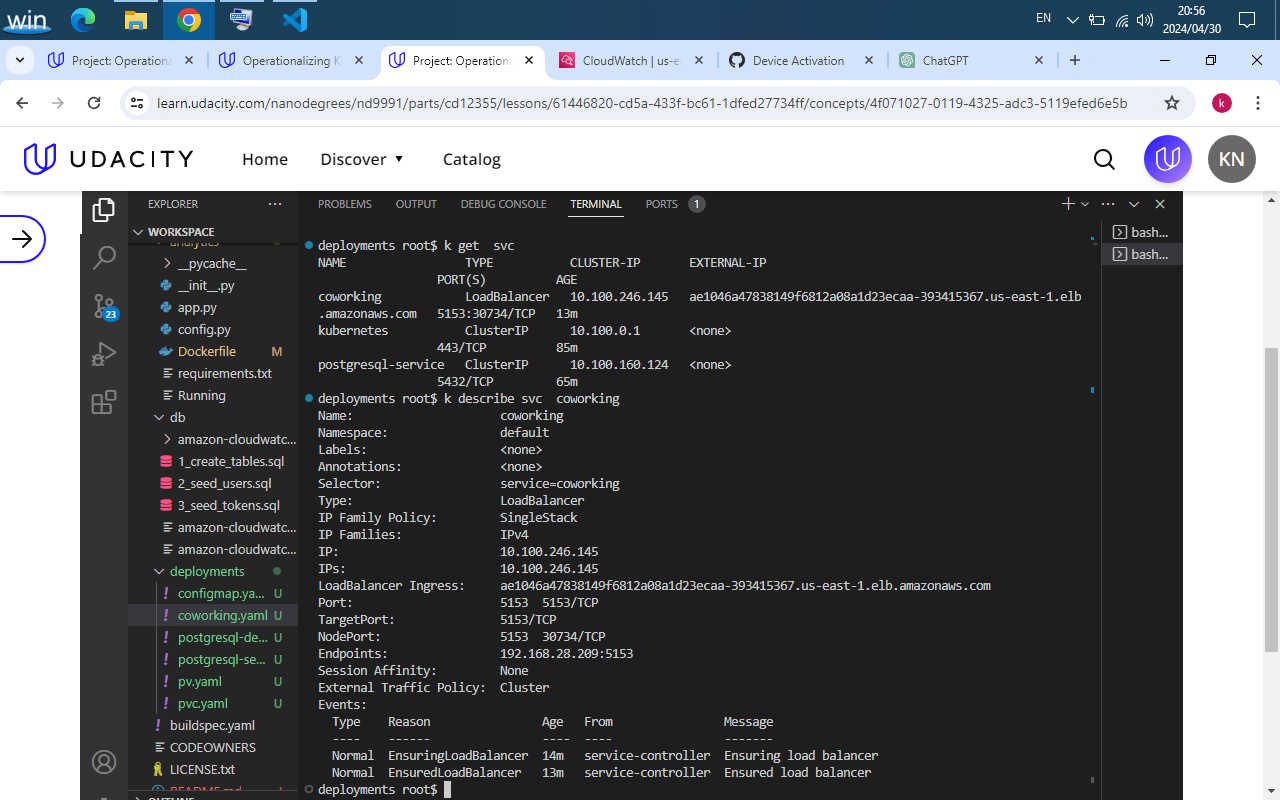 win
EN
20:56
2024/04/30
Project: Operationa
Operationalizing K
Project: Operationa
CloudWatch | us-ea
Device Activation
ChatGPT
learn.udacity.com/nanodegrees/nd9991/parts/cd12355/lessons/61446820-cd5a-433f-bc61-1dfed27734ff/concepts/4f071027-0119-4325-adc3-5119efed6e5b
k
UDACITY
Home
Discover
Catalog
KN
EXPLORER
WORKSPACE
analytics
__pycache__
__init__.py
app.py
config.py
Dockerfile M
requirements.txt
Running
db
amazon-cloudwatc...
1_create_tables.sql
2_seed_users.sql
3_seed_tokens.sql
amazon-cloudwatc...
amazon-cloudwatc...
deployments
configmap.ya... U
coworking.yaml U
postgresql-de... U
postgresql-se... U
pv.yaml U
pvc.yaml U
buildspec.yaml
CODEOWNERS
LICENSE.txt
README.md
OUTLINE
23
PROBLEMS OUTPUT DEBUG CONSOLE TERMINAL PORTS 1
bash...
bash...
deployments root$ k get  svc
NAME TYPE CLUSTER-IP EXTERNAL-IP
PORT(S) AGE
coworking LoadBalancer 10.100.246.145 ae1046a47838149f6812a08a1d23ecaa-393415367.us-east-1.elb
.amazonaws.com 5153:30734/TCP 13m
kubernetes ClusterIP 10.100.0.1 <none>
443/TCP 85m
postgresql-service ClusterIP 10.100.160.124 <none>
5432/TCP 65m
deployments root$ k describe svc  coworking
Name: coworking
Namespace: default
Labels: <none>
Annotations: <none>
Selector: service=coworking
Type: LoadBalancer
IP Family Policy: SingleStack
IP Families: IPv4
IP: 10.100.246.145
IPs: 10.100.246.145
LoadBalancer Ingress: ae1046a47838149f6812a08a1d23ecaa-393415367.us-east-1.elb.amazonaws.com
Port: 5153 5153/TCP
TargetPort: 5153/TCP
NodePort: 5153 30734/TCP
Endpoints: 192.168.28.209:5153
Session Affinity: None
External Traffic Policy: Cluster
Events:
Type Reason Age From Message
---- ------ ---- ---- -------
Normal EnsuringLoadBalancer 14m service-controller Ensuring load balancer
Normal EnsuredLoadBalancer 13m service-controller Ensured load balancer
deployments root$